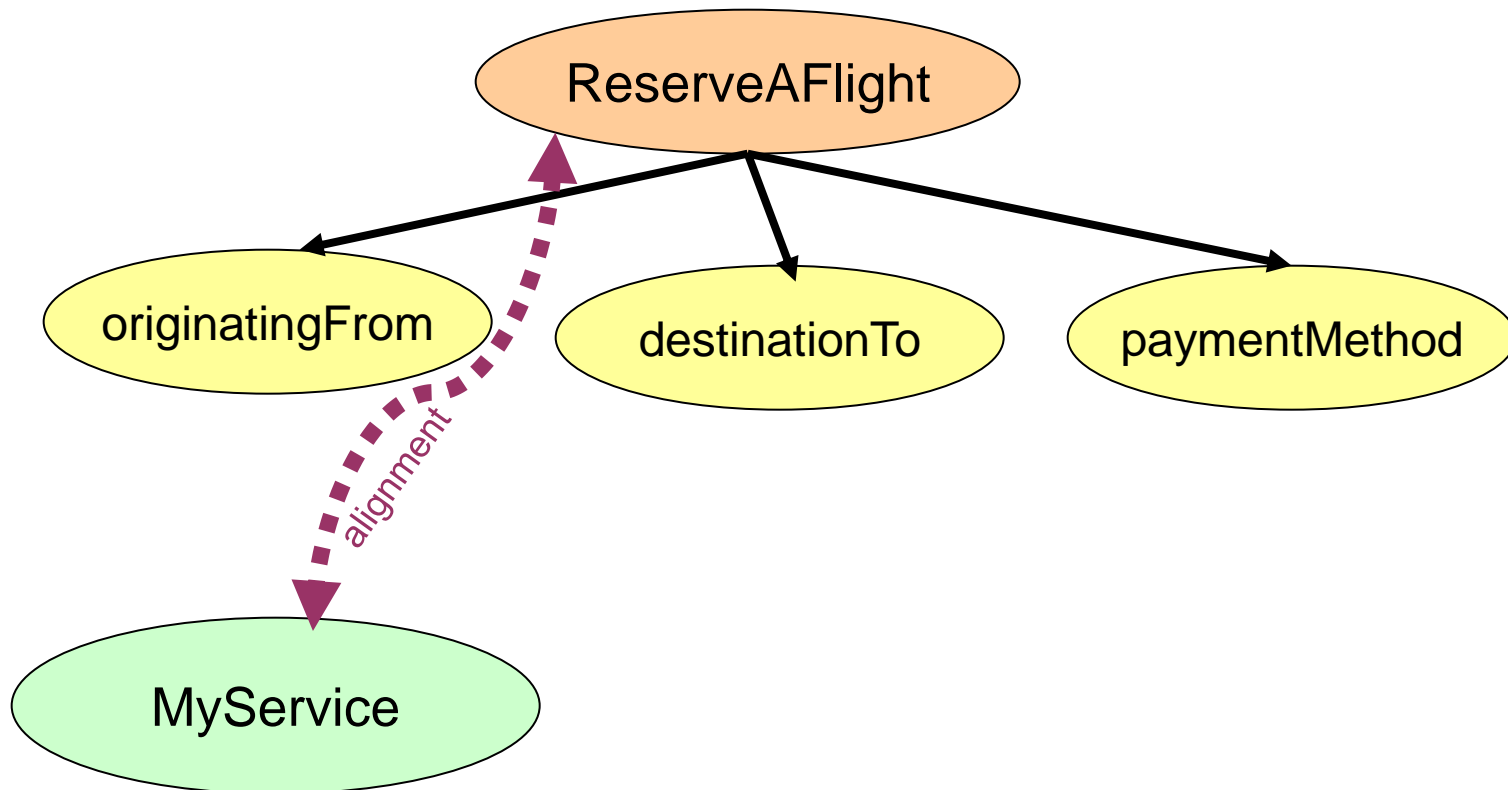 ReserveAFlight
originatingFrom
destinationTo
paymentMethod
alignment
MyService